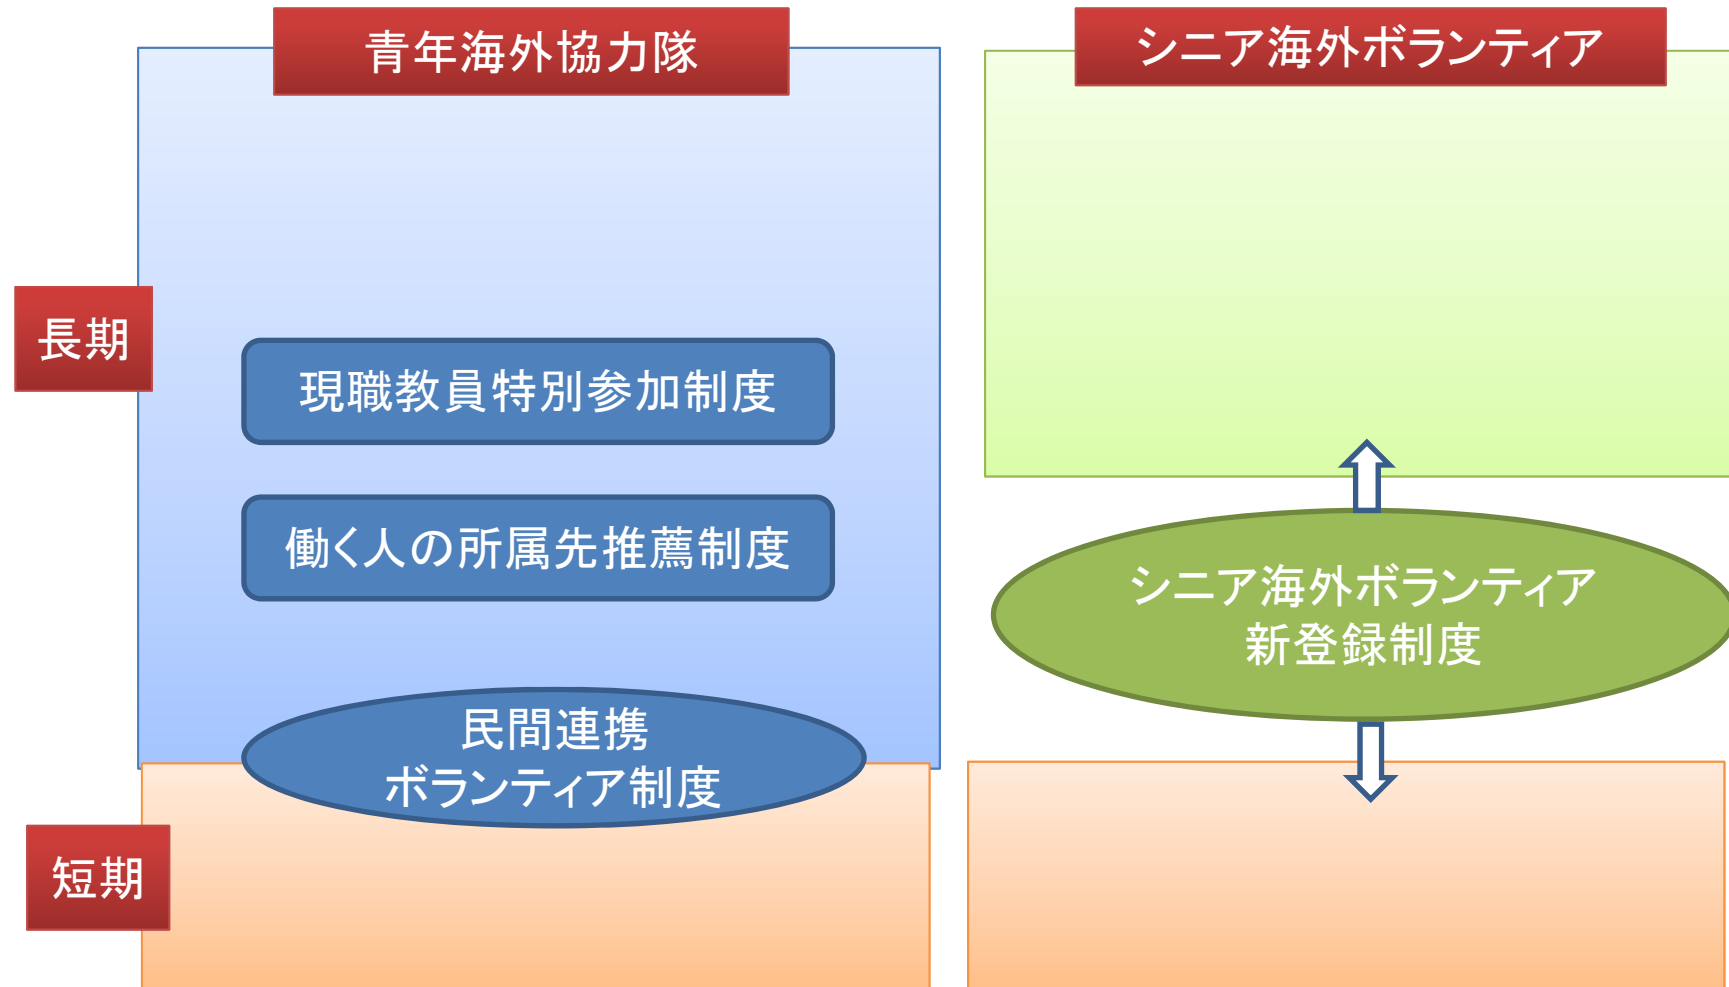 青年海外協力隊
シニア海外ボランティア
長期
現職教員特別参加制度
働く人の所属先推薦制度
シニア海外ボランティア
新登録制度
民間連携
ボランティア制度
短期